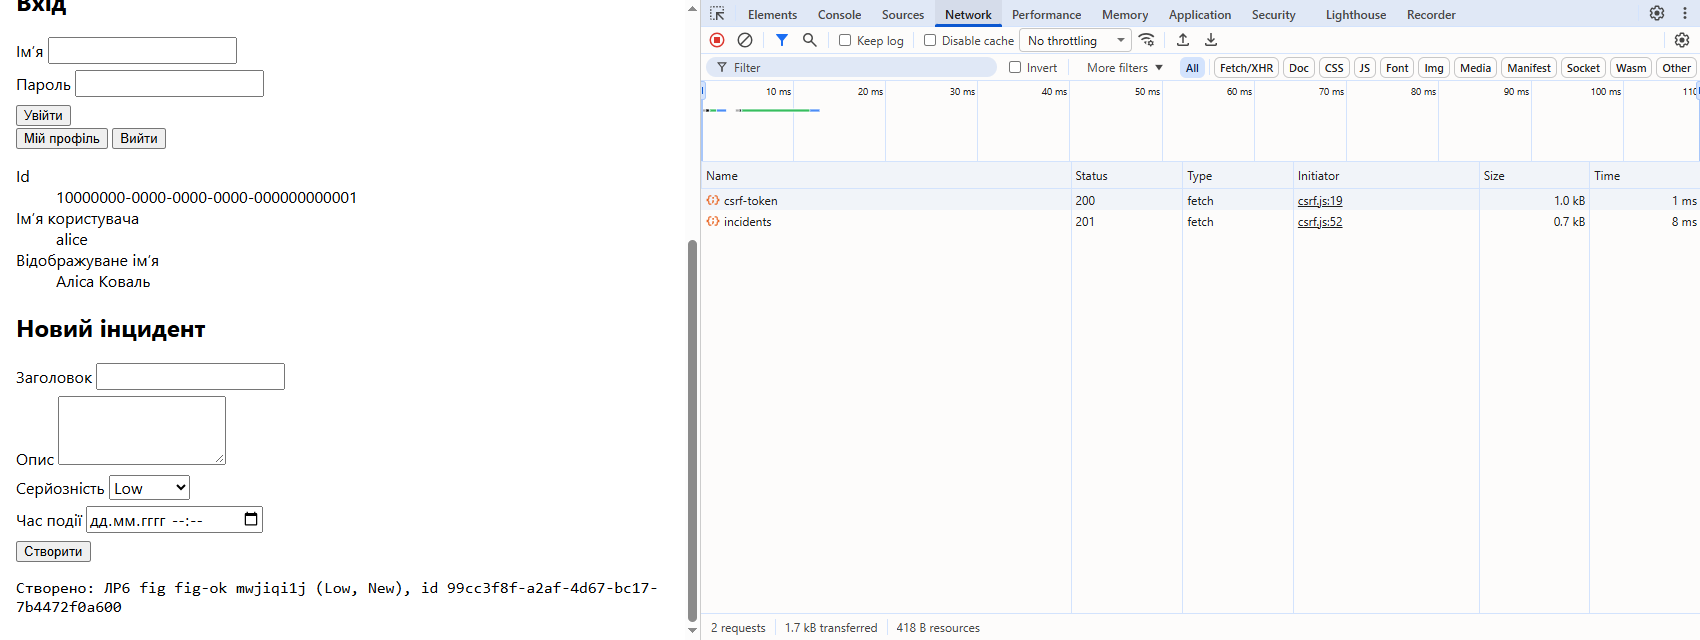 Вхід
Ім’я
Пароль
Увійти
Мій профіль Вийти
Id
10000000-0000-0000-0000-000000000001
Ім’я користувача
alice
Відображуване ім’я
Аліса Коваль
Новий інцидент
Заголовок
Опис
Серйозність Low
Час події дд.мм.гггг --:--
Створити
Створено: ЛР6 fig fig-ok mwjiqi1j (Low, New), id 99cc3f8f-a2af-4d67-bc17-
7b4472f0a600
Elements Console Sources Network Performance Memory Application Security Lighthouse Recorder
Keep log Disable cache No throttling
Filter Invert More filters All Fetch/XHR Doc CSS JS Font Img Media Manifest Socket Wasm Other
10 ms 20 ms 30 ms 40 ms 50 ms 60 ms 70 ms 80 ms 90 ms 100 ms 110
Name Status Type Initiator Size Time
csrf-token 200 fetch csrf.js:19 1.0 kB 1 ms
incidents 201 fetch csrf.js:52 0.7 kB 8 ms
2 requests 1.7 kB transferred 418 B resources